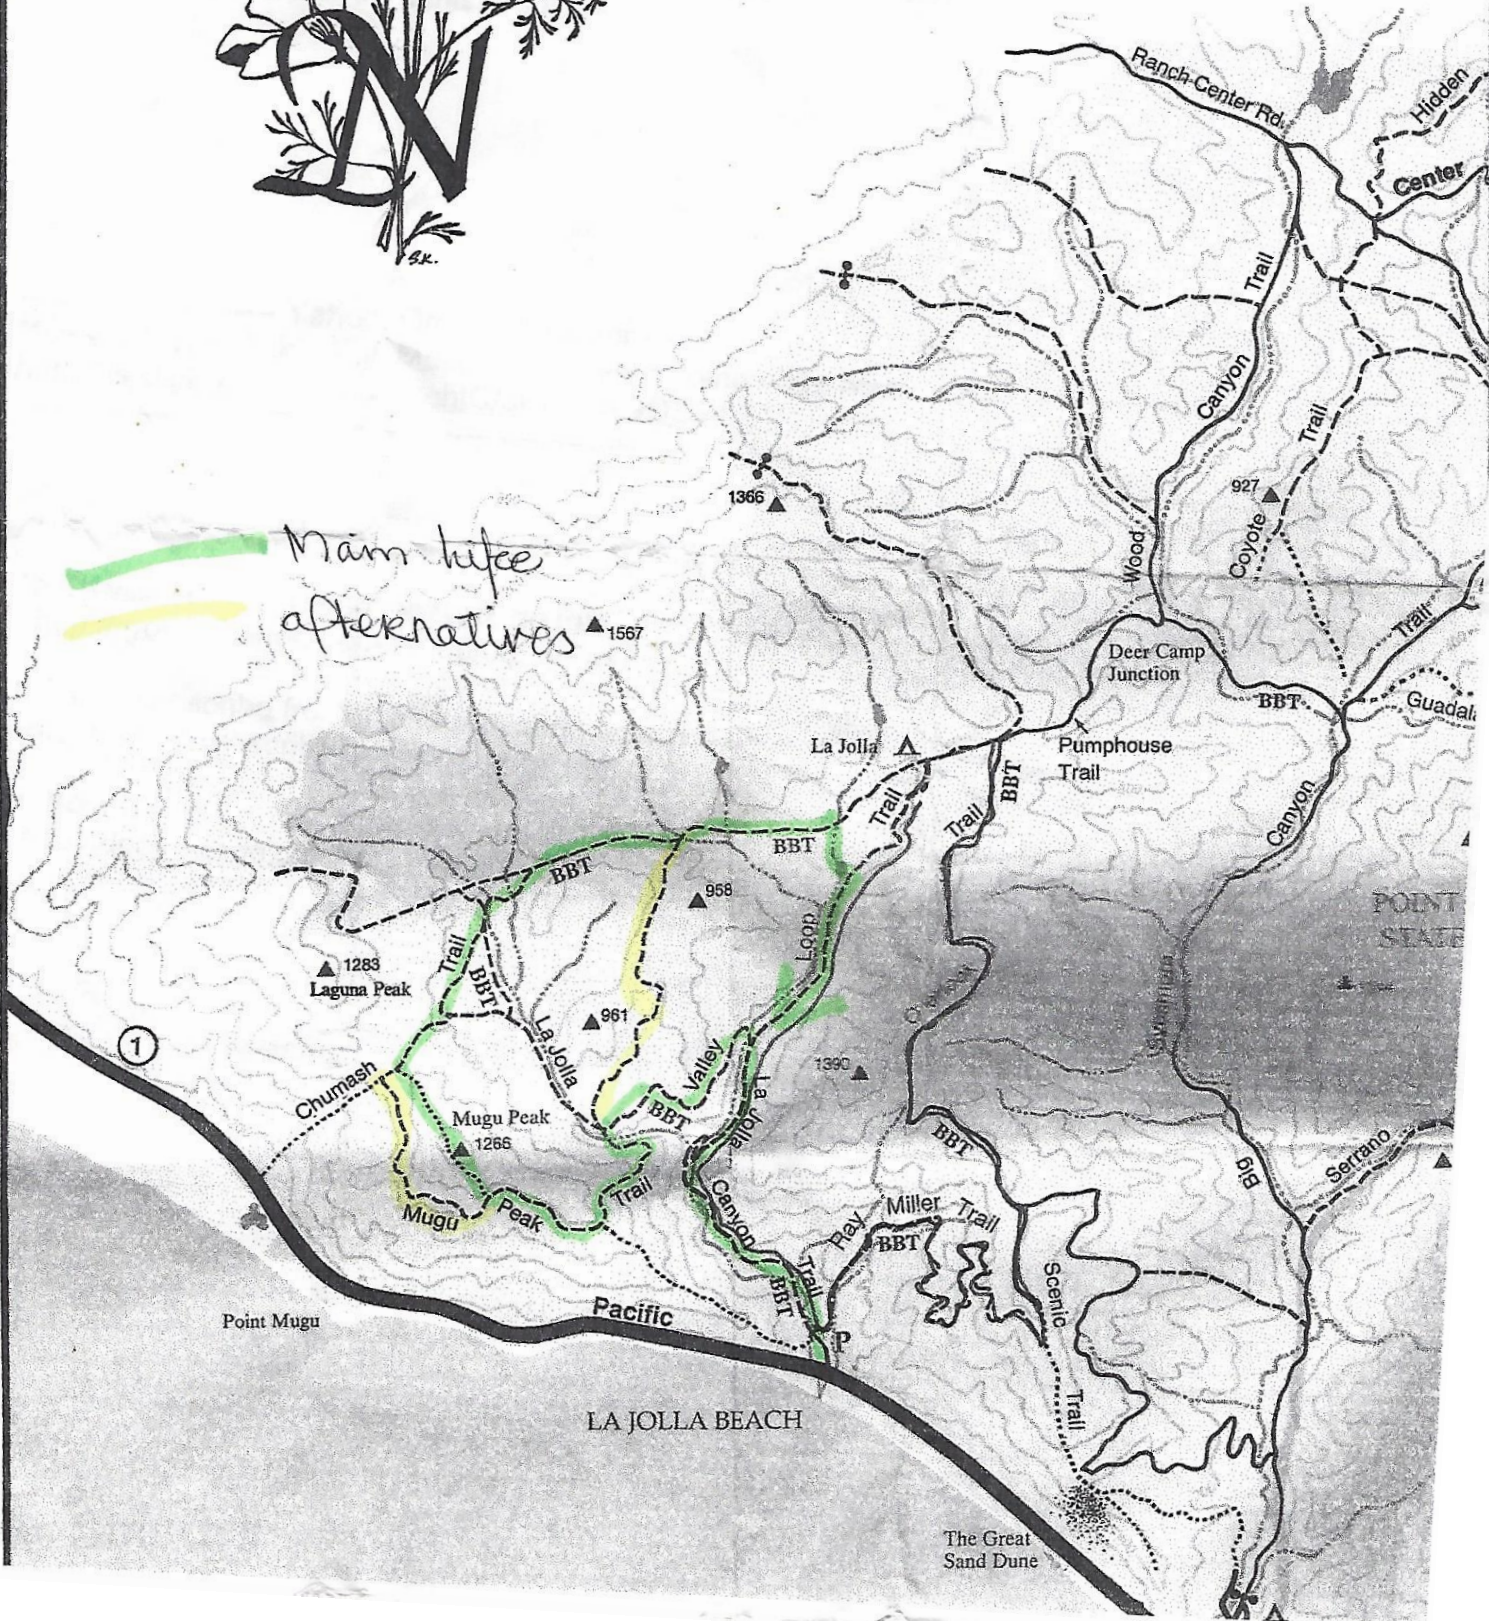 N
S.K.
Ranch Center Rd.
Hidden
Center
Trail
Canyon
Trail
1366
927
Coyote
Wood
Main hike
afternatives
1567
Deer Camp
Junction
Trail
BBT
Guadal
La Jolla
Pumphouse
Trail
BBT
Trail
Trail
Canyon
BBT
BBT
958
POINT
STATE
Loop
Trail
BBT
1283
Laguna Peak
961
La Jolla
Overlook
Sycamore
1
Chumash
Valley
1390
La Jolla
BBT
Mugu Peak
1266
BBT
Big
Serrano
Mugu
Peak
Trail
Canyon
Ray
Miller
Trail
BBT
Trail
BBT
Scenic
Trail
Point Mugu
Pacific
P
LA JOLLA BEACH
The Great
Sand Dune